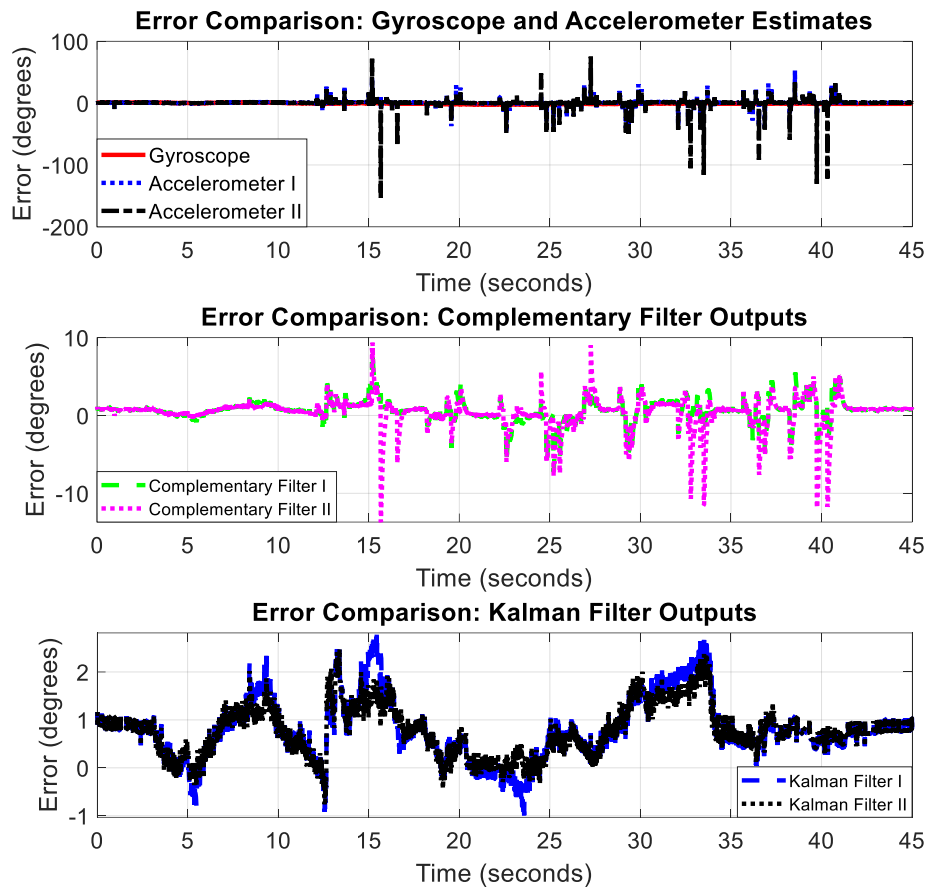 Error Comparison: Gyroscope and Accelerometer Estimates
100
0
-100
-200
Error (degrees)
Gyroscope
Accelerometer I
Accelerometer II
0 5 10 15 20 25 30 35 40 45
Time (seconds)
Error Comparison: Complementary Filter Outputs
10
0
-10
Error (degrees)
Complementary Filter I
Complementary Filter II
0 5 10 15 20 25 30 35 40 45
Time (seconds)
Error Comparison: Kalman Filter Outputs
2
1
0
-1
Error (degrees)
Kalman Filter I
Kalman Filter II
0 5 10 15 20 25 30 35 40 45
Time (seconds)